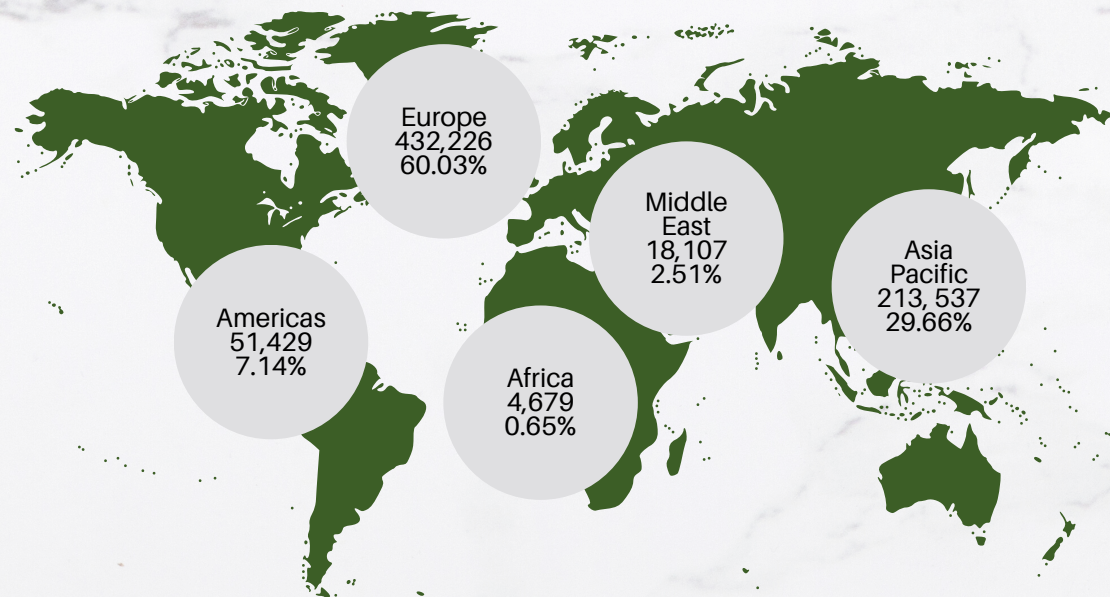 Europe
432,226
60.03%
Middle
East
18,107
2.51%
Asia
Pacific
213, 537
29.66%
Americas
51,429
7.14%
Africa
4,679
0.65%